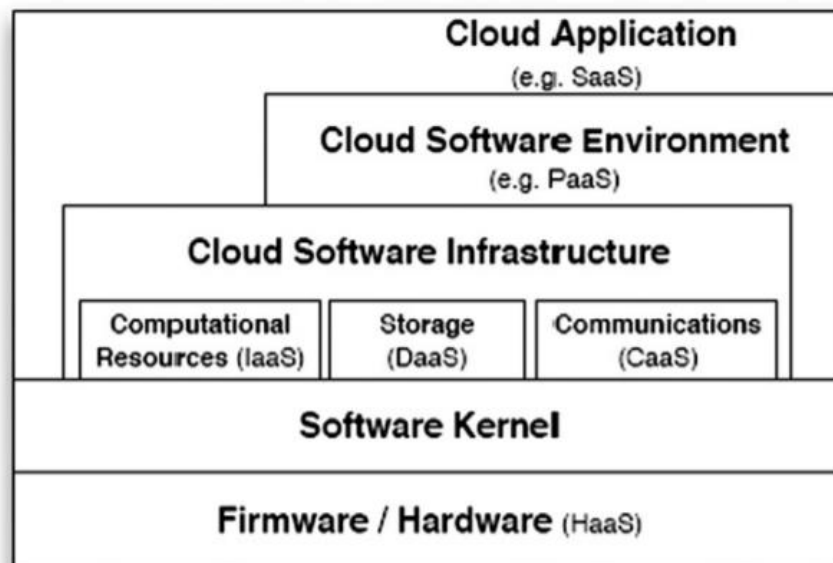 Cloud Application
(e.g. SaaS)
Cloud Software Environment
(e.g. PaaS)
Cloud Software Infrastructure
Computational
Resources (IaaS)
Storage
(DaaS)
Communications
(CaaS)
Software Kernel
Firmware / Hardware (HaaS)